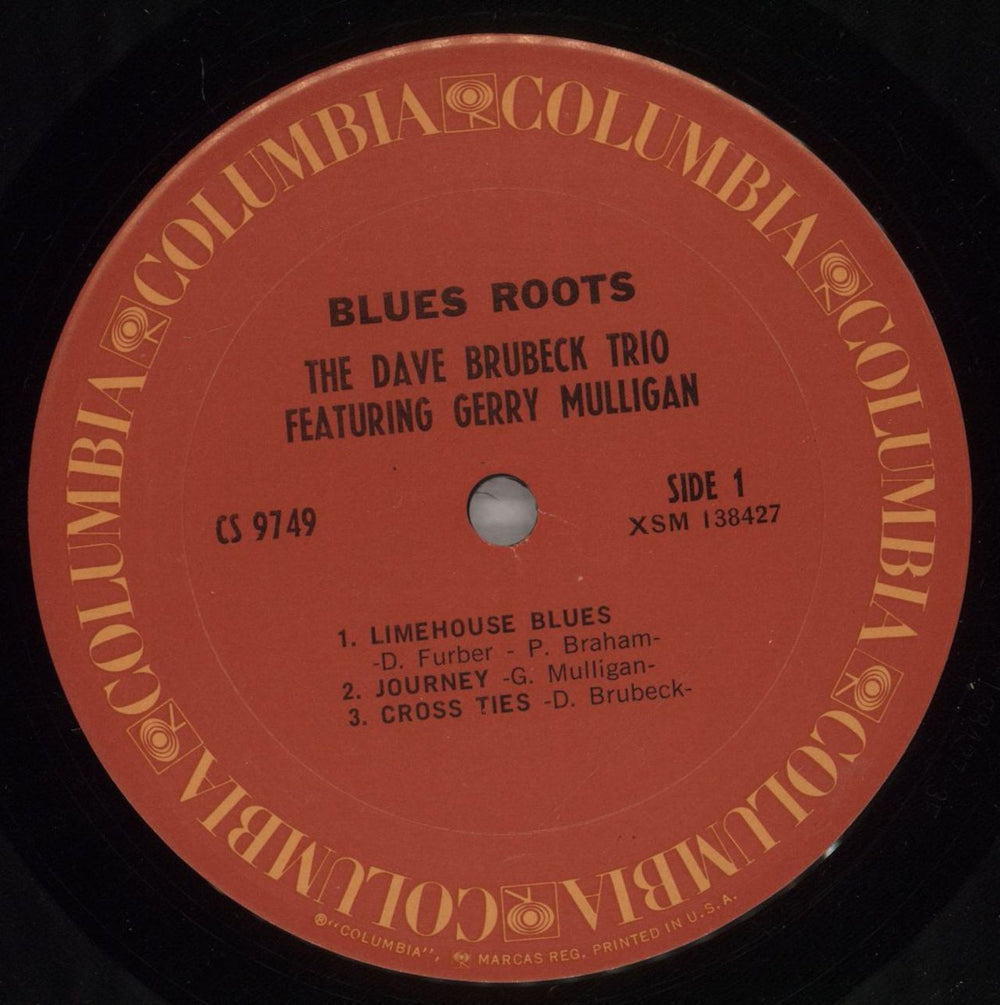 COLUMBIA COLUMBIA COLUMBIA COLUMBIA COLUMBIA COLUMBIA
BLUES ROOTS
THE DAVE BRUBECK TRIO
FEATURING GERRY MULLIGAN
CS 9749
SIDE 1
XSM 138427
1. LIMEHOUSE BLUES
-D. Furber - P. Braham-
2. JOURNEY -G. Mulligan-
3. CROSS TIES -D. Brubeck-
®"COLUMBIA", MARCAS REG. PRINTED IN U.S.A.